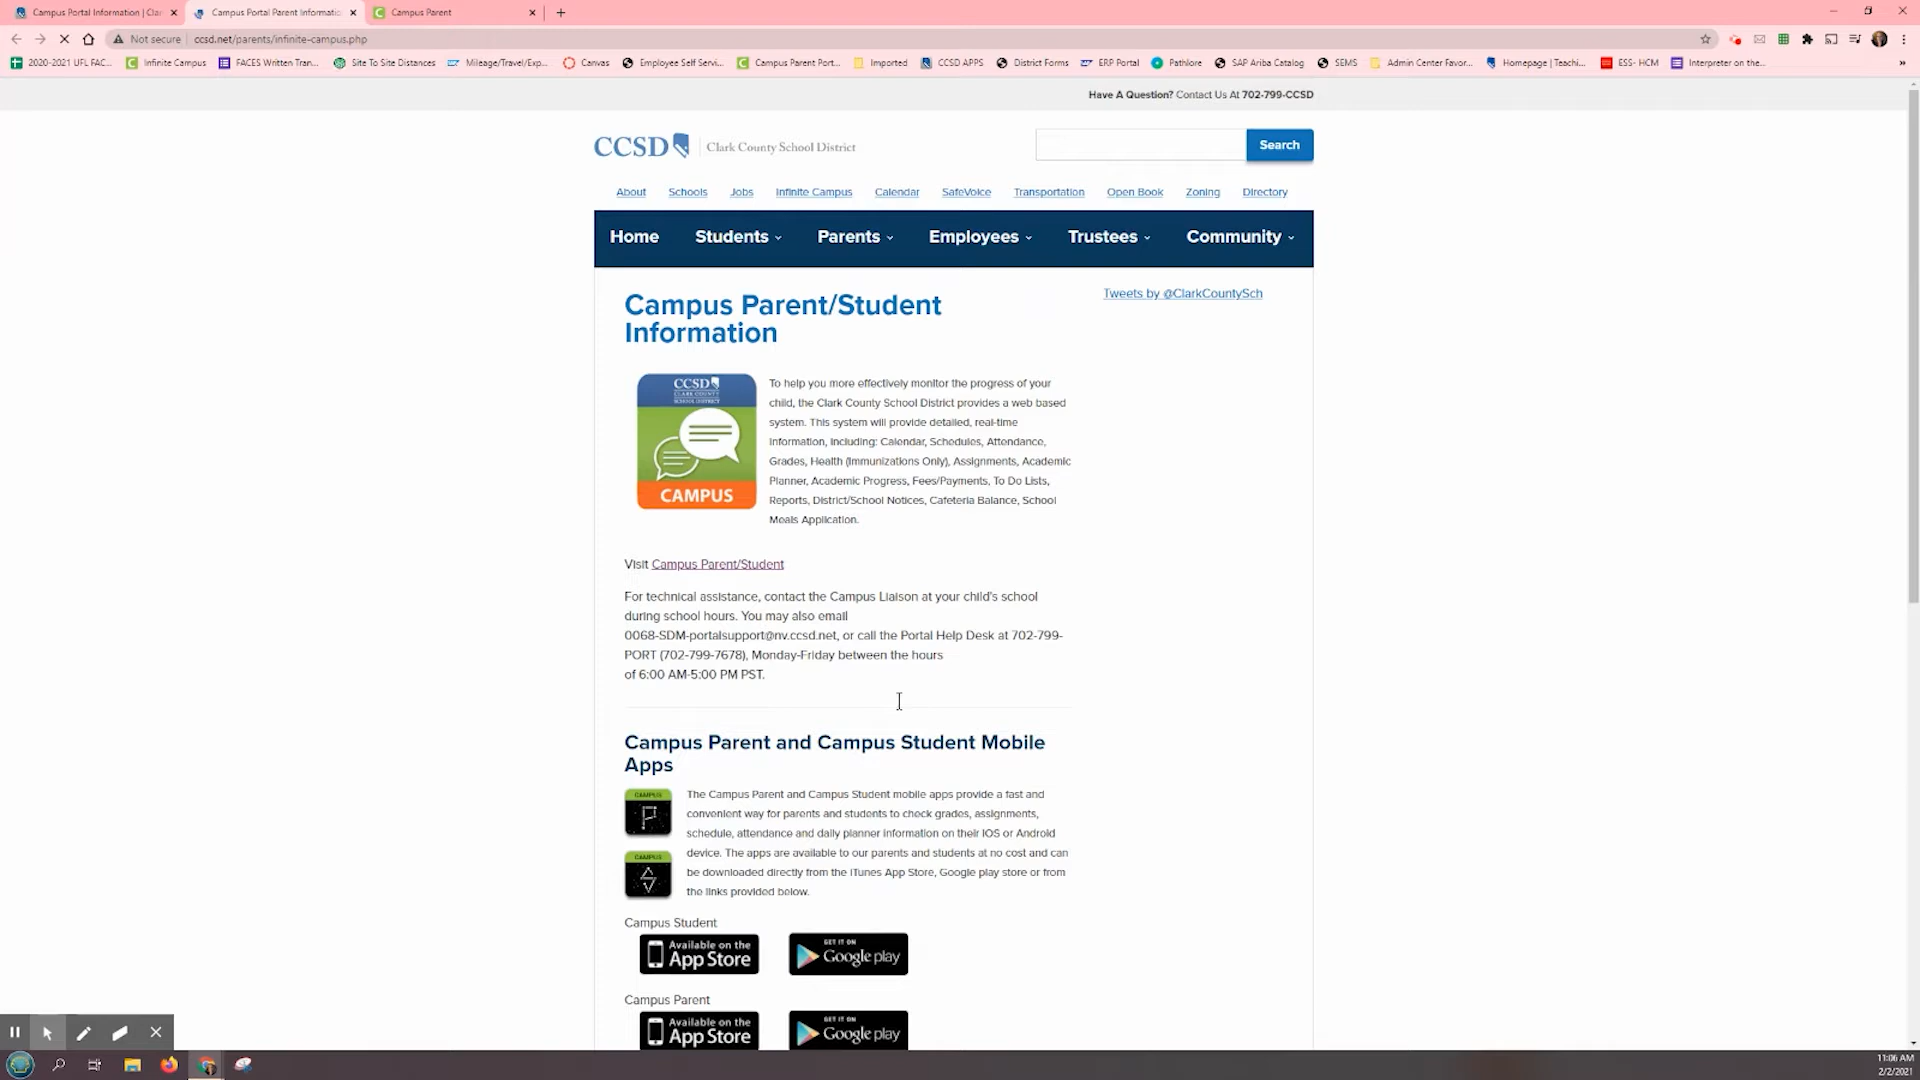 Campus Portal Information | Clar
Campus Portal Parent Informatio
Campus Parent
Not secure | ccsd.net/parents/infinite-campus.php
2020-2021 UFL FAC...
Infinite Campus
FACES Written Tran...
Site To Site Distances
Mileage/Travel/Exp...
Canvas
Employee Self Servi...
Campus Parent Port...
Imported
CCSD APPS
District Forms
ERP Portal
Pathlore
SAP Ariba Catalog
SEMS
Admin Center Favor...
Homepage | Teachi...
ESS- HCM
Interpreter on the...
Have A Question? Contact Us At 702-799-CCSD
CCSD | Clark County School District
Search
About Schools Jobs Infinite Campus Calendar SafeVoice Transportation Open Book Zoning Directory
Home Students Parents Employees Trustees Community
Campus Parent/Student
Information
Tweets by @ClarkCountySch
CCSD
CLARK COUNTY
SCHOOL DISTRICT
CAMPUS
To help you more effectively monitor the progress of your
child, the Clark County School District provides a web based
system. This system will provide detailed, real-time
information, including: Calendar, Schedules, Attendance,
Grades, Health (Immunizations Only), Assignments, Academic
Planner, Academic Progress, Fees/Payments, To Do Lists,
Reports, District/School Notices, Cafeteria Balance, School
Meals Application.
Visit Campus Parent/Student
For technical assistance, contact the Campus Liaison at your child's school
during school hours. You may also email
0068-SDM-portalsupport@nv.ccsd.net, or call the Portal Help Desk at 702-799-
PORT (702-799-7678), Monday-Friday between the hours
of 6:00 AM-5:00 PM PST.
Campus Parent and Campus Student Mobile
Apps
CAMPUS
CAMPUS
The Campus Parent and Campus Student mobile apps provide a fast and
convenient way for parents and students to check grades, assignments,
schedule, attendance and daily planner information on their IOS or Android
device. The apps are available to our parents and students at no cost and can
be downloaded directly from the iTunes App Store, Google play store or from
the links provided below.
Campus Student
Available on the
App Store
GET IT ON
Google play
Campus Parent
Available on the
App Store
GET IT ON
Google play
11:06 AM
2/2/2021